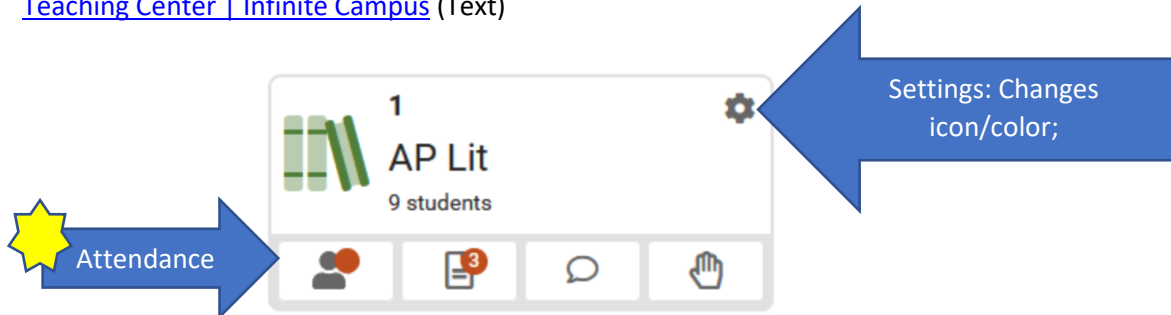 Teaching Center | Infinite Campus (Text)
1
Settings: Changes
icon/color;
AP Lit
9 students
Attendance
3